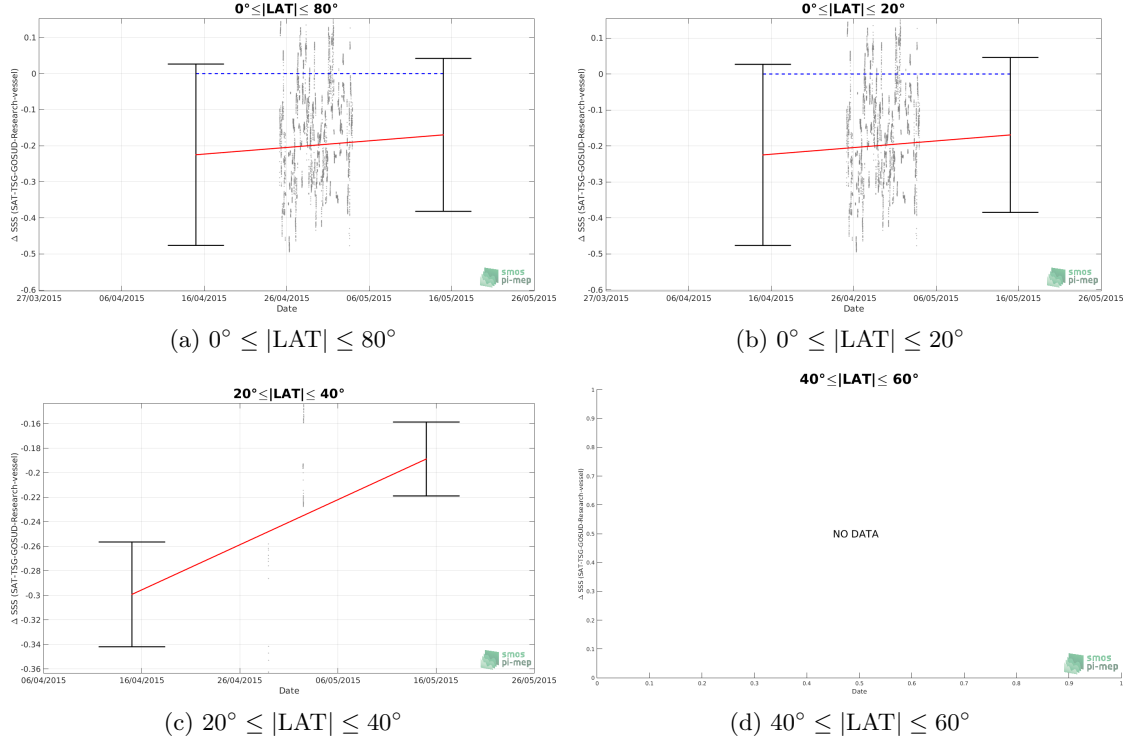 0°≤|LAT|≤ 80°
0.1
0
-0.1
-0.2
-0.3
-0.4
-0.5
-0.6
Δ SSS (SAT-TSG-GOSUD-Research-vessel)
27/03/2015 06/04/2015 16/04/2015 26/04/2015 06/05/2015 16/05/2015 26/05/2015
Date
smos
pi-mep
(a) 0° ≤ |LAT| ≤ 80°
0°≤|LAT|≤ 20°
0.1
0
-0.1
-0.2
-0.3
-0.4
-0.5
-0.6
Δ SSS (SAT-TSG-GOSUD-Research-vessel)
27/03/2015 06/04/2015 16/04/2015 26/04/2015 06/05/2015 16/05/2015 26/05/2015
Date
smos
pi-mep
(b) 0° ≤ |LAT| ≤ 20°
20°≤|LAT|≤ 40°
-0.16
-0.18
-0.2
-0.22
-0.24
-0.26
-0.28
-0.3
-0.32
-0.34
-0.36
Δ SSS (SAT-TSG-GOSUD-Research-vessel)
06/04/2015 16/04/2015 26/04/2015 06/05/2015 16/05/2015 26/05/2015
Date
smos
pi-mep
(c) 20° ≤ |LAT| ≤ 40°
40°≤|LAT|≤ 60°
1
0.9
0.8
0.7
0.6
0.5
0.4
0.3
0.2
0.1
0
Δ SSS (SAT-TSG-GOSUD-Research-vessel)
NO DATA
0 0.1 0.2 0.3 0.4 0.5 0.6 0.7 0.8 0.9 1
Date
smos
pi-mep
(d) 40° ≤ |LAT| ≤ 60°